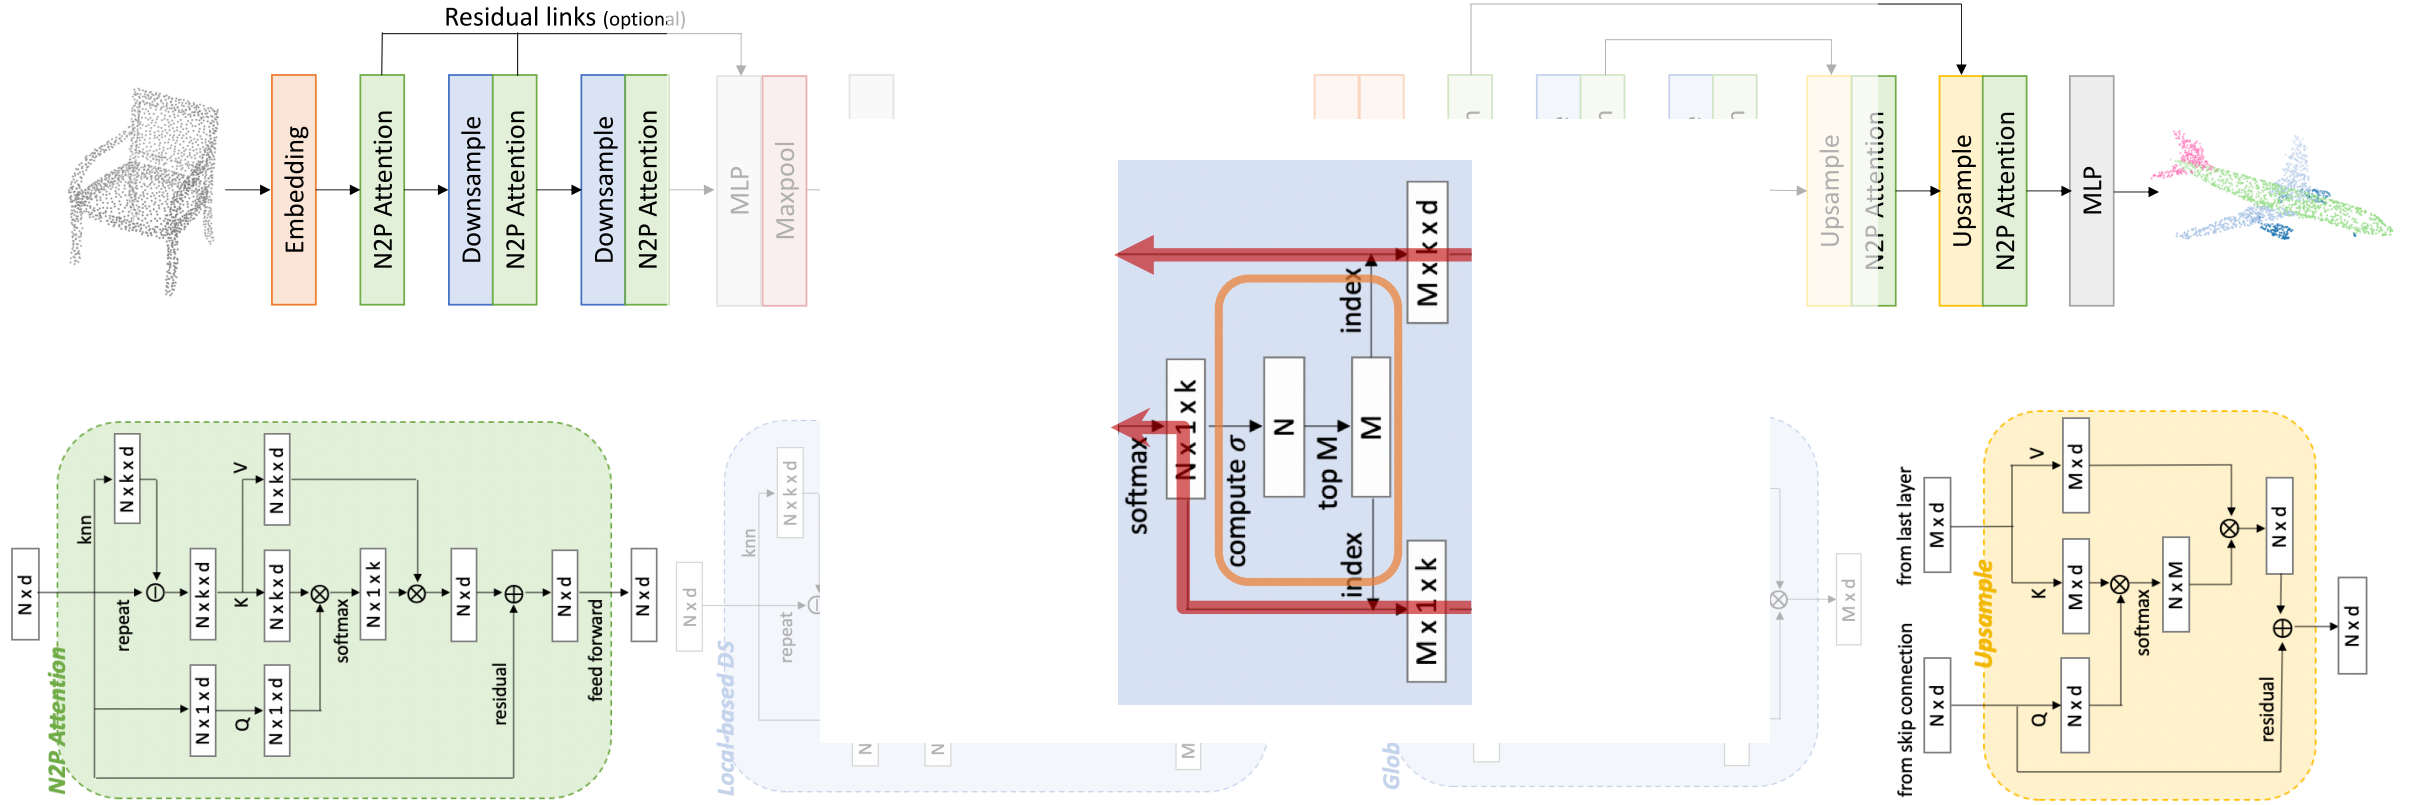 Residual links (optional)
Embedding
N2P Attention
Downsample
N2P Attention
Downsample
N2P Attention
MLP
Maxpool
Upsample
N2P Attention
Upsample
N2P Attention
MLP
N2P Attention
N x d
knn
repeat
N x k x d
N x k x d
N x 1 x d
V
K
Q
N x k x d
N x k x d
N x 1 x d
softmax
N x 1 x k
N x d
residual
N x d
feed forward
N x d
Local-based DS
N x d
knn
repeat
N x k x d
softmax
N x 1 x k
compute σ
N
top M
M
index
index
M x k x d
M x 1 x k
N
N
M
Glob
M x d
Upsample
from last layer
M x d
from skip connection
N x d
V
K
Q
M x d
M x d
N x d
softmax
N x M
N x d
residual
N x d